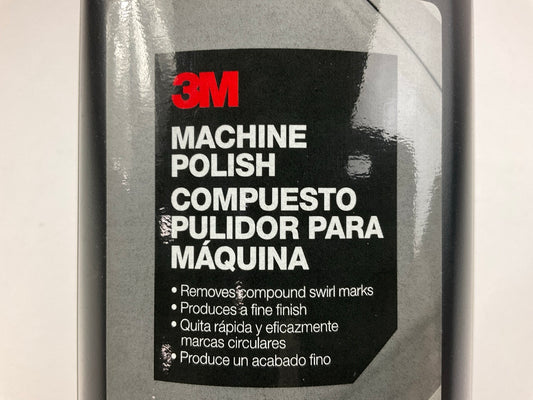 3M
MACHINE
POLISH
COMPUESTO
PULIDOR PARA
MÁQUINA
• Removes compound swirl marks
• Produces a fine finish
• Quita rápida y eficazmente
marcas circulares
• Produce un acabado fino